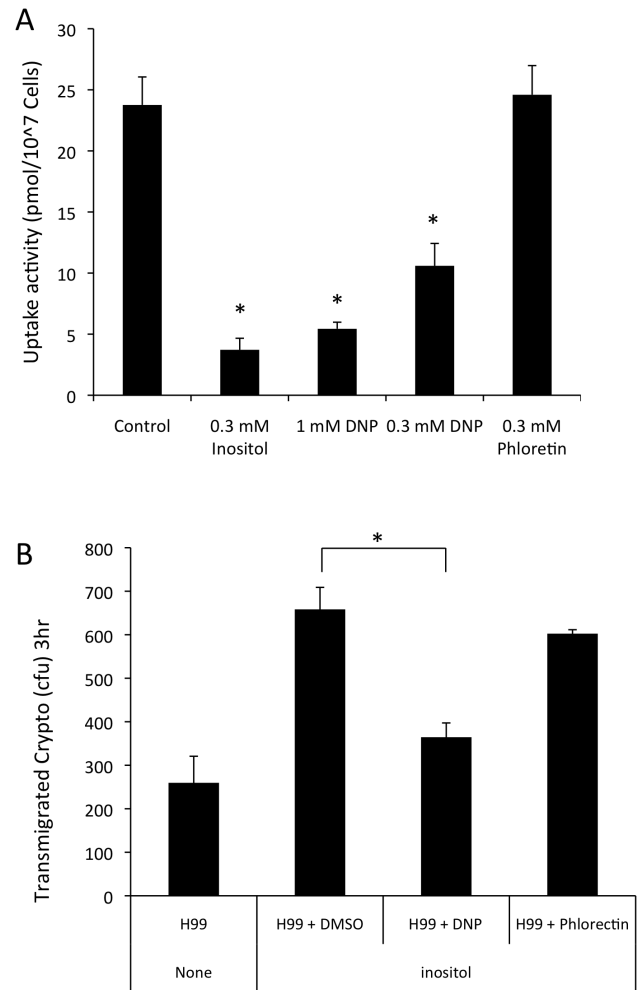 A
Uptake activity (pmol/10^7 Cells)
30
25
20
15
10
5
0
*
*
*
Control
0.3 mM Inositol
1 mM DNP
0.3 mM DNP
0.3 mM Phloretin
B
Transmigrated Crypto (cfu) 3hr
800
700
600
500
400
300
200
100
0
*
H99
H99 + DMSO
H99 + DNP
H99 + Phlorectin
None
inositol